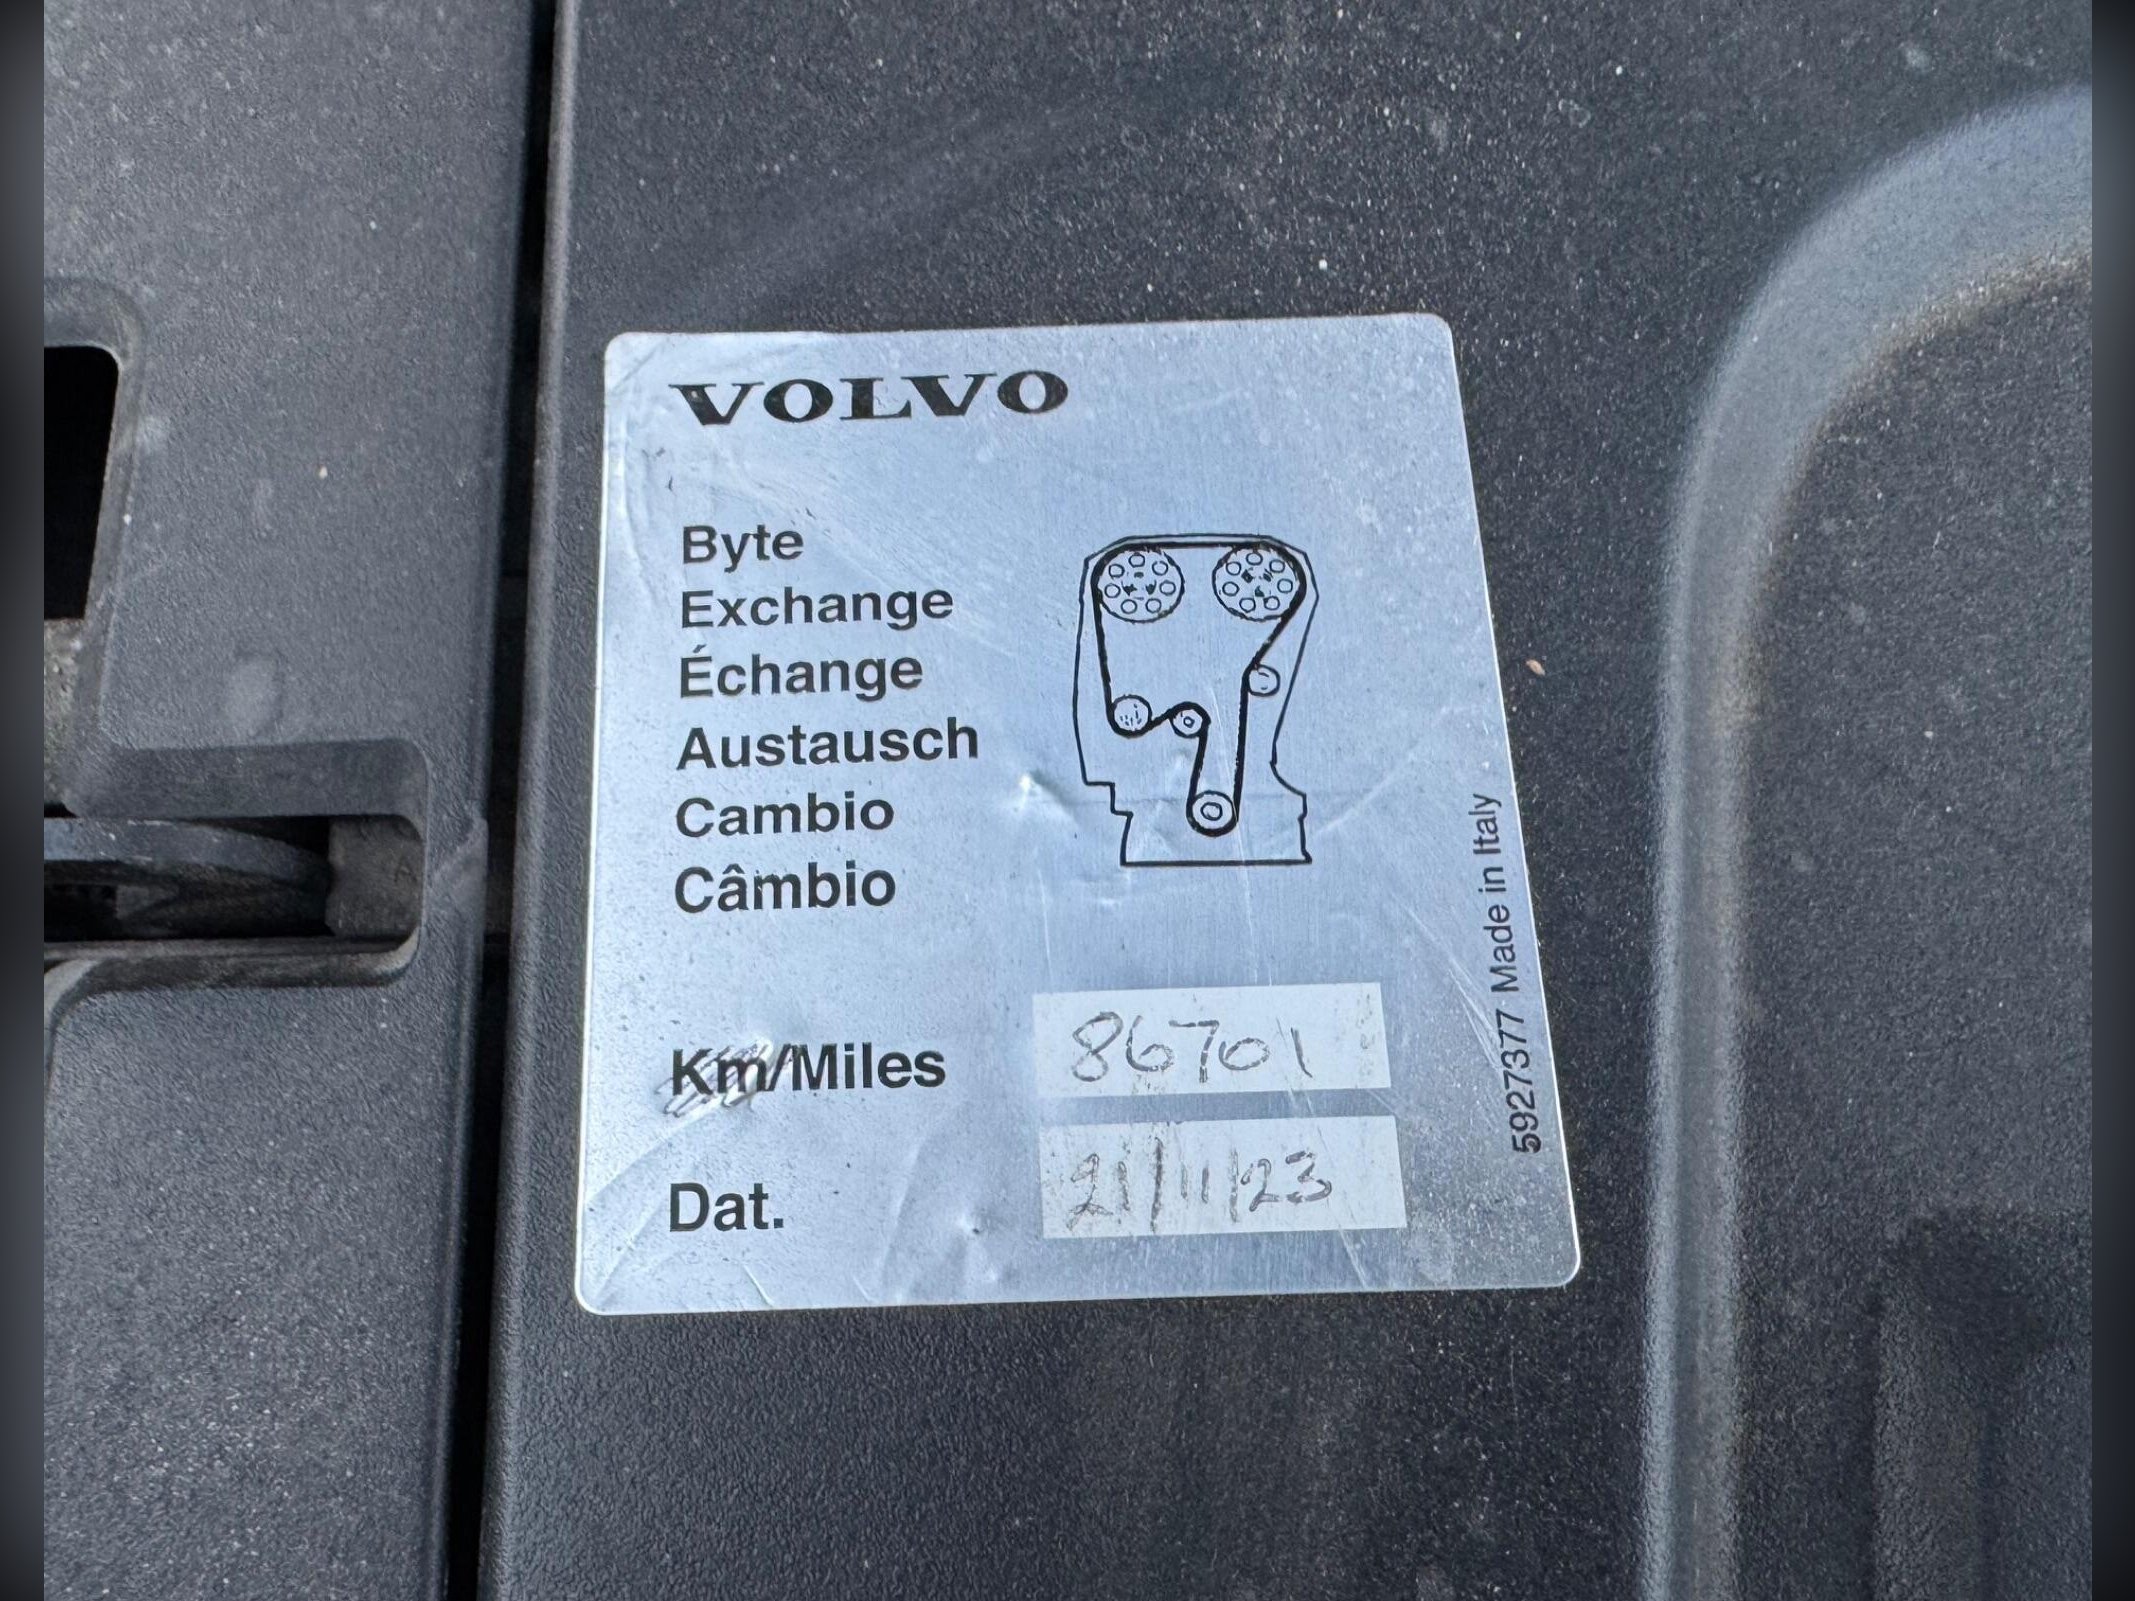 VOLVO
Byte
Exchange
Échange
Austausch
Cambio
Câmbio
Km/Miles 86701
Dat. 21/11/23
5927377 Made in Italy